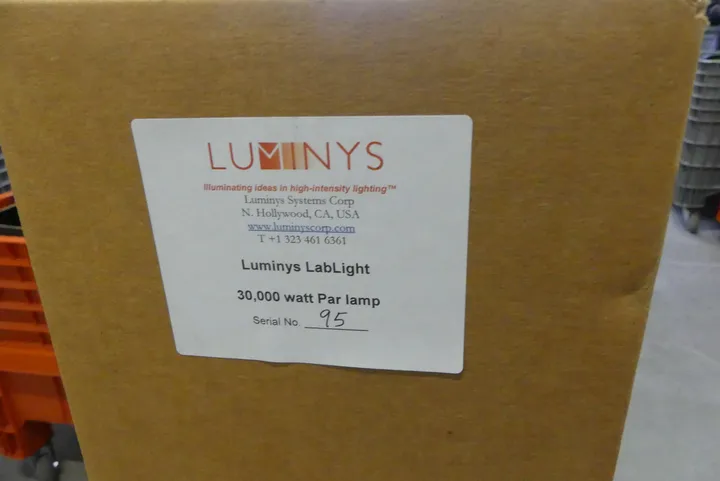 LUMINYS
Illuminating ideas in high-intensity lighting™
Luminys Systems Corp
N. Hollywood, CA, USA
www.luminyscorp.com
T +1 323 461 6361
Luminys LabLight
30,000 watt Par lamp
Serial No. 95